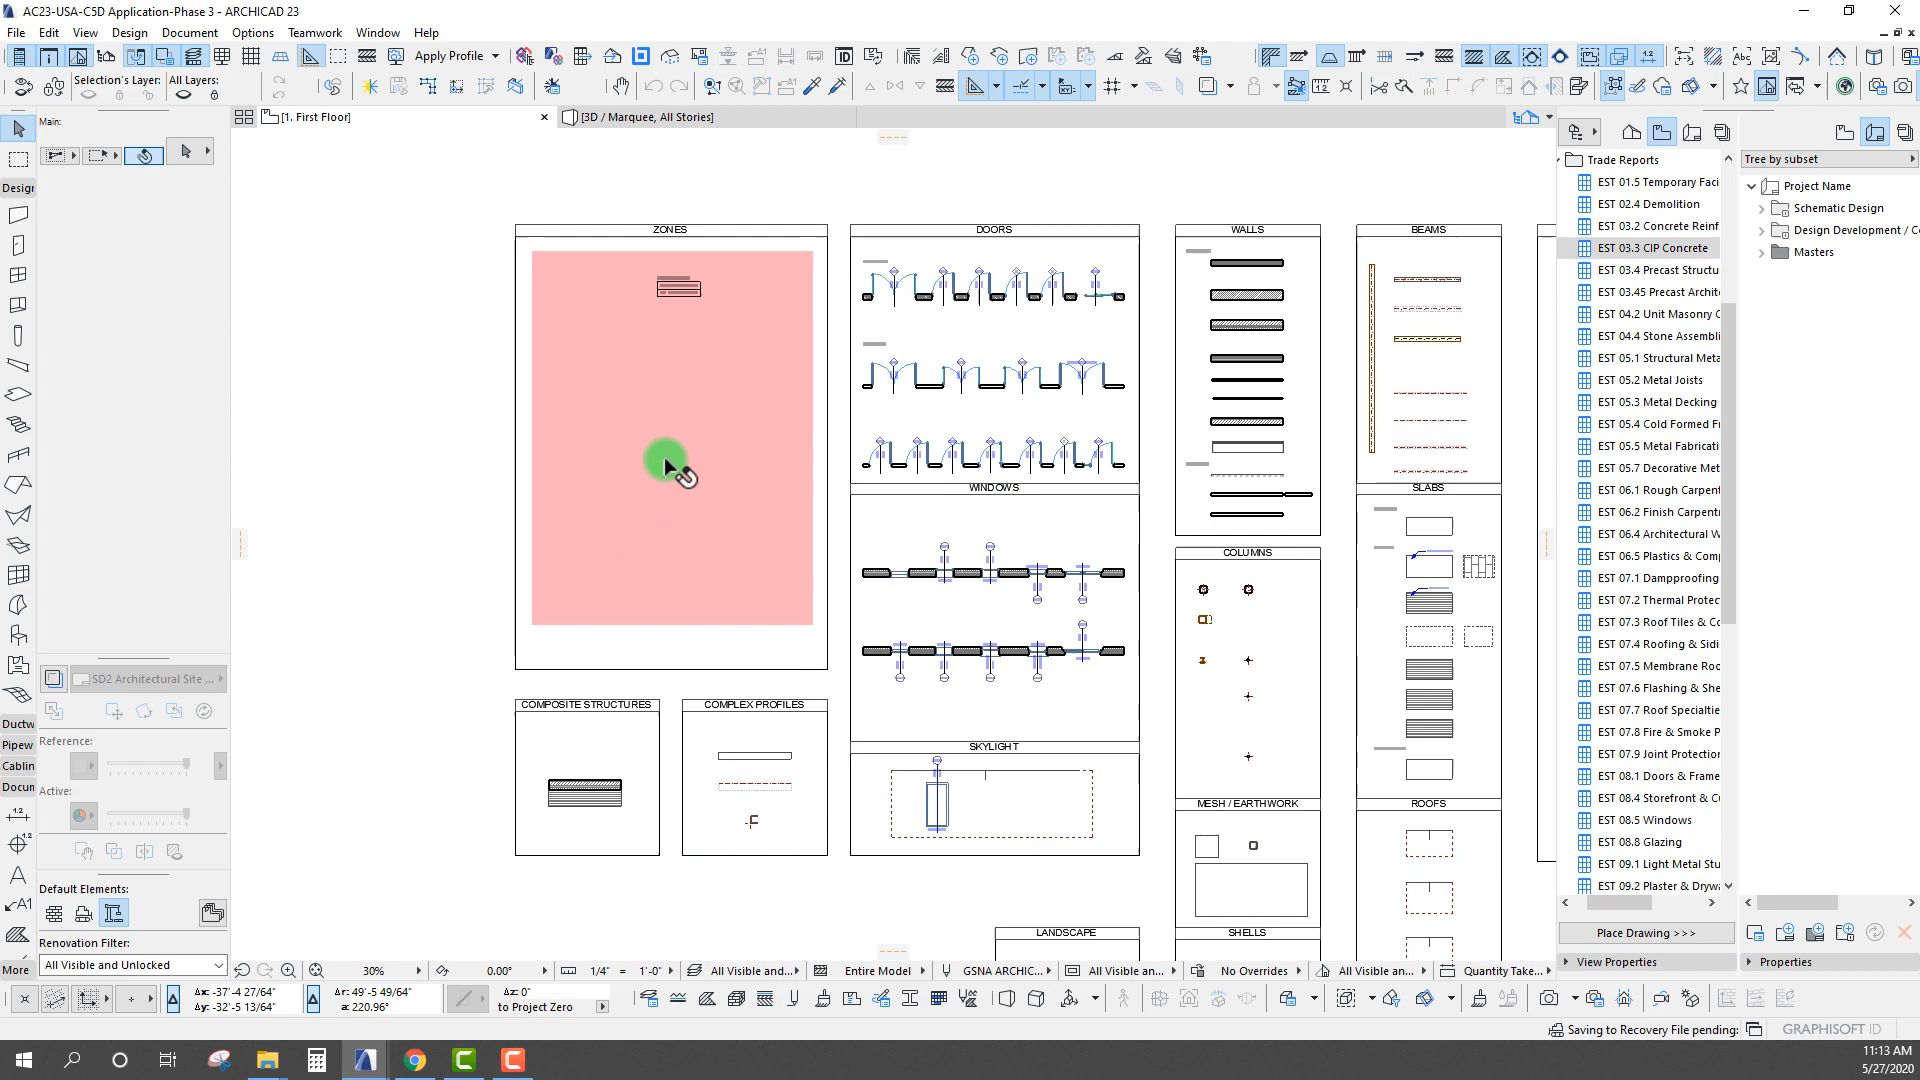 AC23-USA-C5D Application-Phase 3 - ARCHICAD 23
File Edit View Design Document Options Teamwork Window Help
Apply Profile
Selection's Layer:
All Layers:
Main:
[1. First Floor]
[3D / Marquee, All Stories]
Design
Ductw
Pipew
Cablin
Docum
More
SD2 Architectural Site ...
Reference:
Active:
Default Elements:
Renovation Filter:
All Visible and Unlocked
ZONES
DOORS
WALLS
BEAMS
WINDOWS
SLABS
COLUMNS
COMPOSITE STRUCTURES
COMPLEX PROFILES
SKYLIGHT
MESH / EARTHWORK
ROOFS
LANDSCAPE
SHELLS
Trade Reports
EST 01.5 Temporary Faci
EST 02.4 Demolition
EST 03.2 Concrete Reinf
EST 03.3 CIP Concrete
EST 03.4 Precast Structu
EST 03.45 Precast Archite
EST 04.2 Unit Masonry C
EST 04.4 Stone Assembli
EST 05.1 Structural Meta
EST 05.2 Metal Joists
EST 05.3 Metal Decking
EST 05.4 Cold Formed Fr
EST 05.5 Metal Fabricati
EST 05.7 Decorative Met
EST 06.1 Rough Carpent
EST 06.2 Finish Carpentr
EST 06.4 Architectural W
EST 06.5 Plastics & Comp
EST 07.1 Dampproofing
EST 07.2 Thermal Protec
EST 07.3 Roof Tiles & Co
EST 07.4 Roofing & Sidi
EST 07.5 Membrane Roo
EST 07.6 Flashing & She
EST 07.7 Roof Specialtie
EST 07.8 Fire & Smoke P
EST 07.9 Joint Protection
EST 08.1 Doors & Frame
EST 08.4 Storefront & Cu
EST 08.5 Windows
EST 08.8 Glazing
EST 09.1 Light Metal Stu
EST 09.2 Plaster & Drywa
Place Drawing >>>
View Properties
Tree by subset
Project Name
Schematic Design
Design Development / Co
Masters
Properties
30% 0.00° 1/4" = 1'-0" All Visible and... Entire Model GSNA ARCHIC... All Visible an... No Overrides All Visible an... Quantity Take...
Δx: -37'-4 27/64"
Δy: -32'-5 13/64"
Δr: 49'-5 49/64"
a: 220.96°
Δz: 0"
to Project Zero
Saving to Recovery File pending:
GRAPHISOFT ID
11:13 AM
5/27/2020